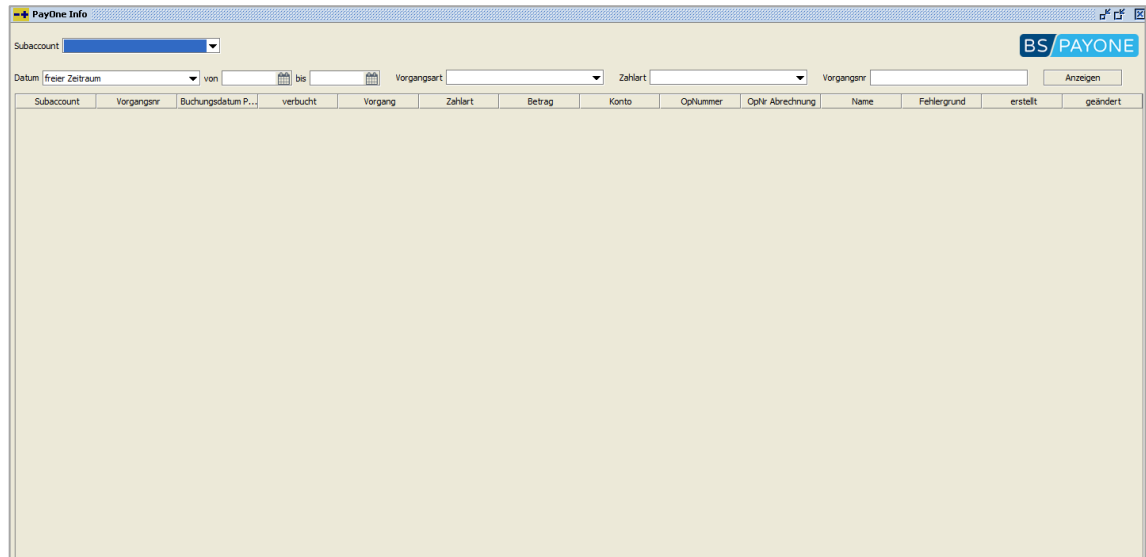 PayOne Info
Subaccount
BS PAYONE
Datum freier Zeitraum von bis Vorgangsart Zahlart Vorgangsnr Anzeigen
Subaccount Vorgangsnr Buchungsdatum P... verbucht Vorgang Zahlart Betrag Konto OpNummer OpNr Abrechnung Name Fehlergrund erstellt geändert